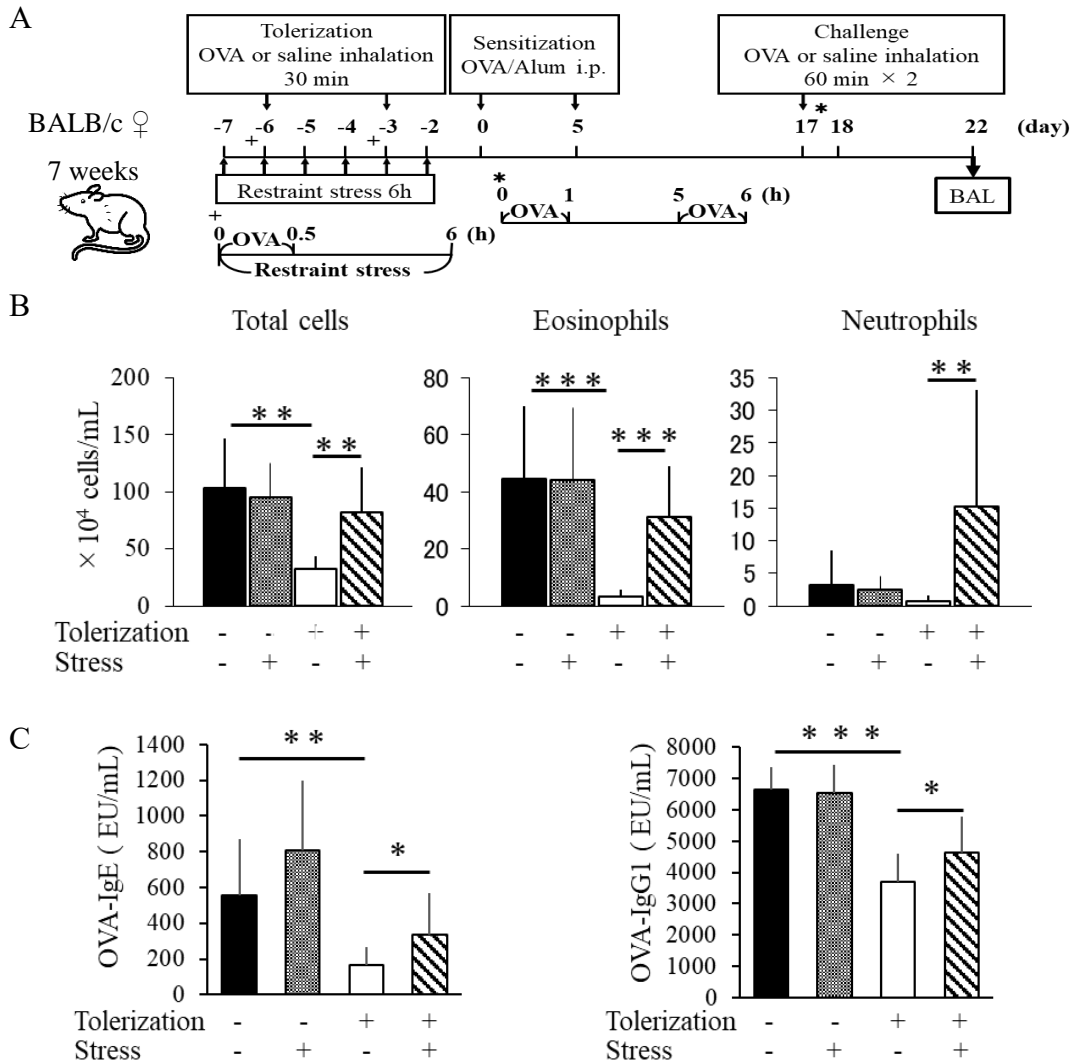 A
Tolerization
OVA or saline inhalation
30 min
Sensitization
OVA/Alum i.p.
Challenge
OVA or saline inhalation
60 min × 2
BALB/c ♀
7 weeks
-7 + -6 -5 -4 + -3 -2 0 5 17 * 18 22 (day)
Restraint stress 6h
BAL
+
0 OVA 0.5 6 (h)
Restraint stress
*
0 OVA 1 5 OVA 6 (h)
B
Total cells
Eosinophils
Neutrophils
× 10⁴ cells/mL
200
150
100
50
0
** **
80
60
40
20
0
*** ***
35
30
25
20
15
10
5
0
**
Tolerization - - + + - - + + - - + +
Stress - + - + - + - + - + - +
C
OVA-IgE ( EU/mL)
1400
1200
1000
800
600
400
200
0
** *
Tolerization - - + +
Stress - + - +
OVA-IgG1 ( EU/mL)
8000
7000
6000
5000
4000
3000
2000
1000
0
*** *
Tolerization - - + +
Stress - + - +